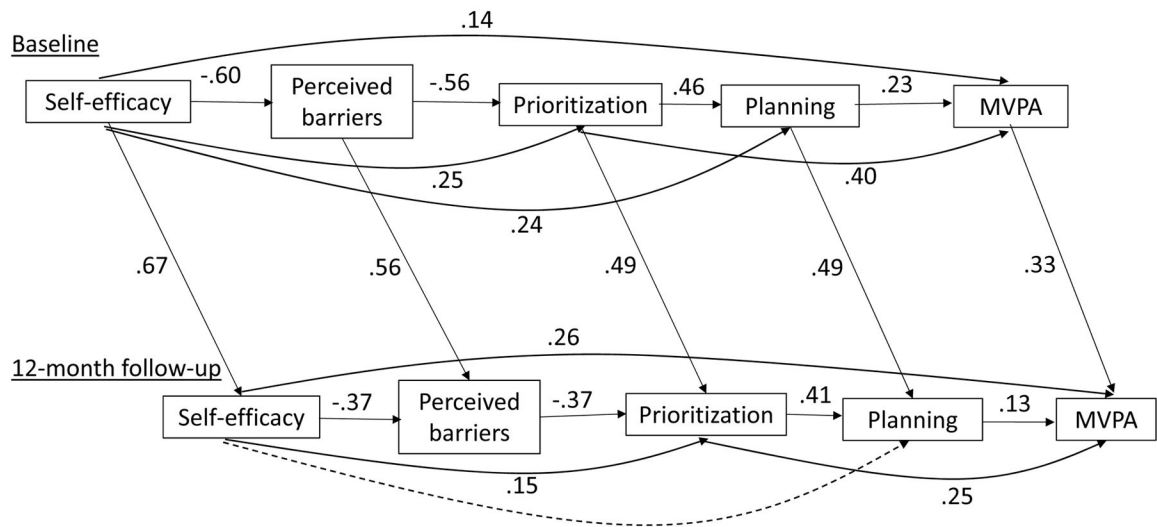 .14
Baseline
-.60
-.56
.46
.23
Self-efficacy
Perceived
barriers
Prioritization
Planning
MVPA
.25
.40
.24
.67
.56
.49
.49
.33
.26
12-month follow-up
-.37
-.37
.41
.13
Self-efficacy
Perceived
barriers
Prioritization
Planning
MVPA
.15
.25